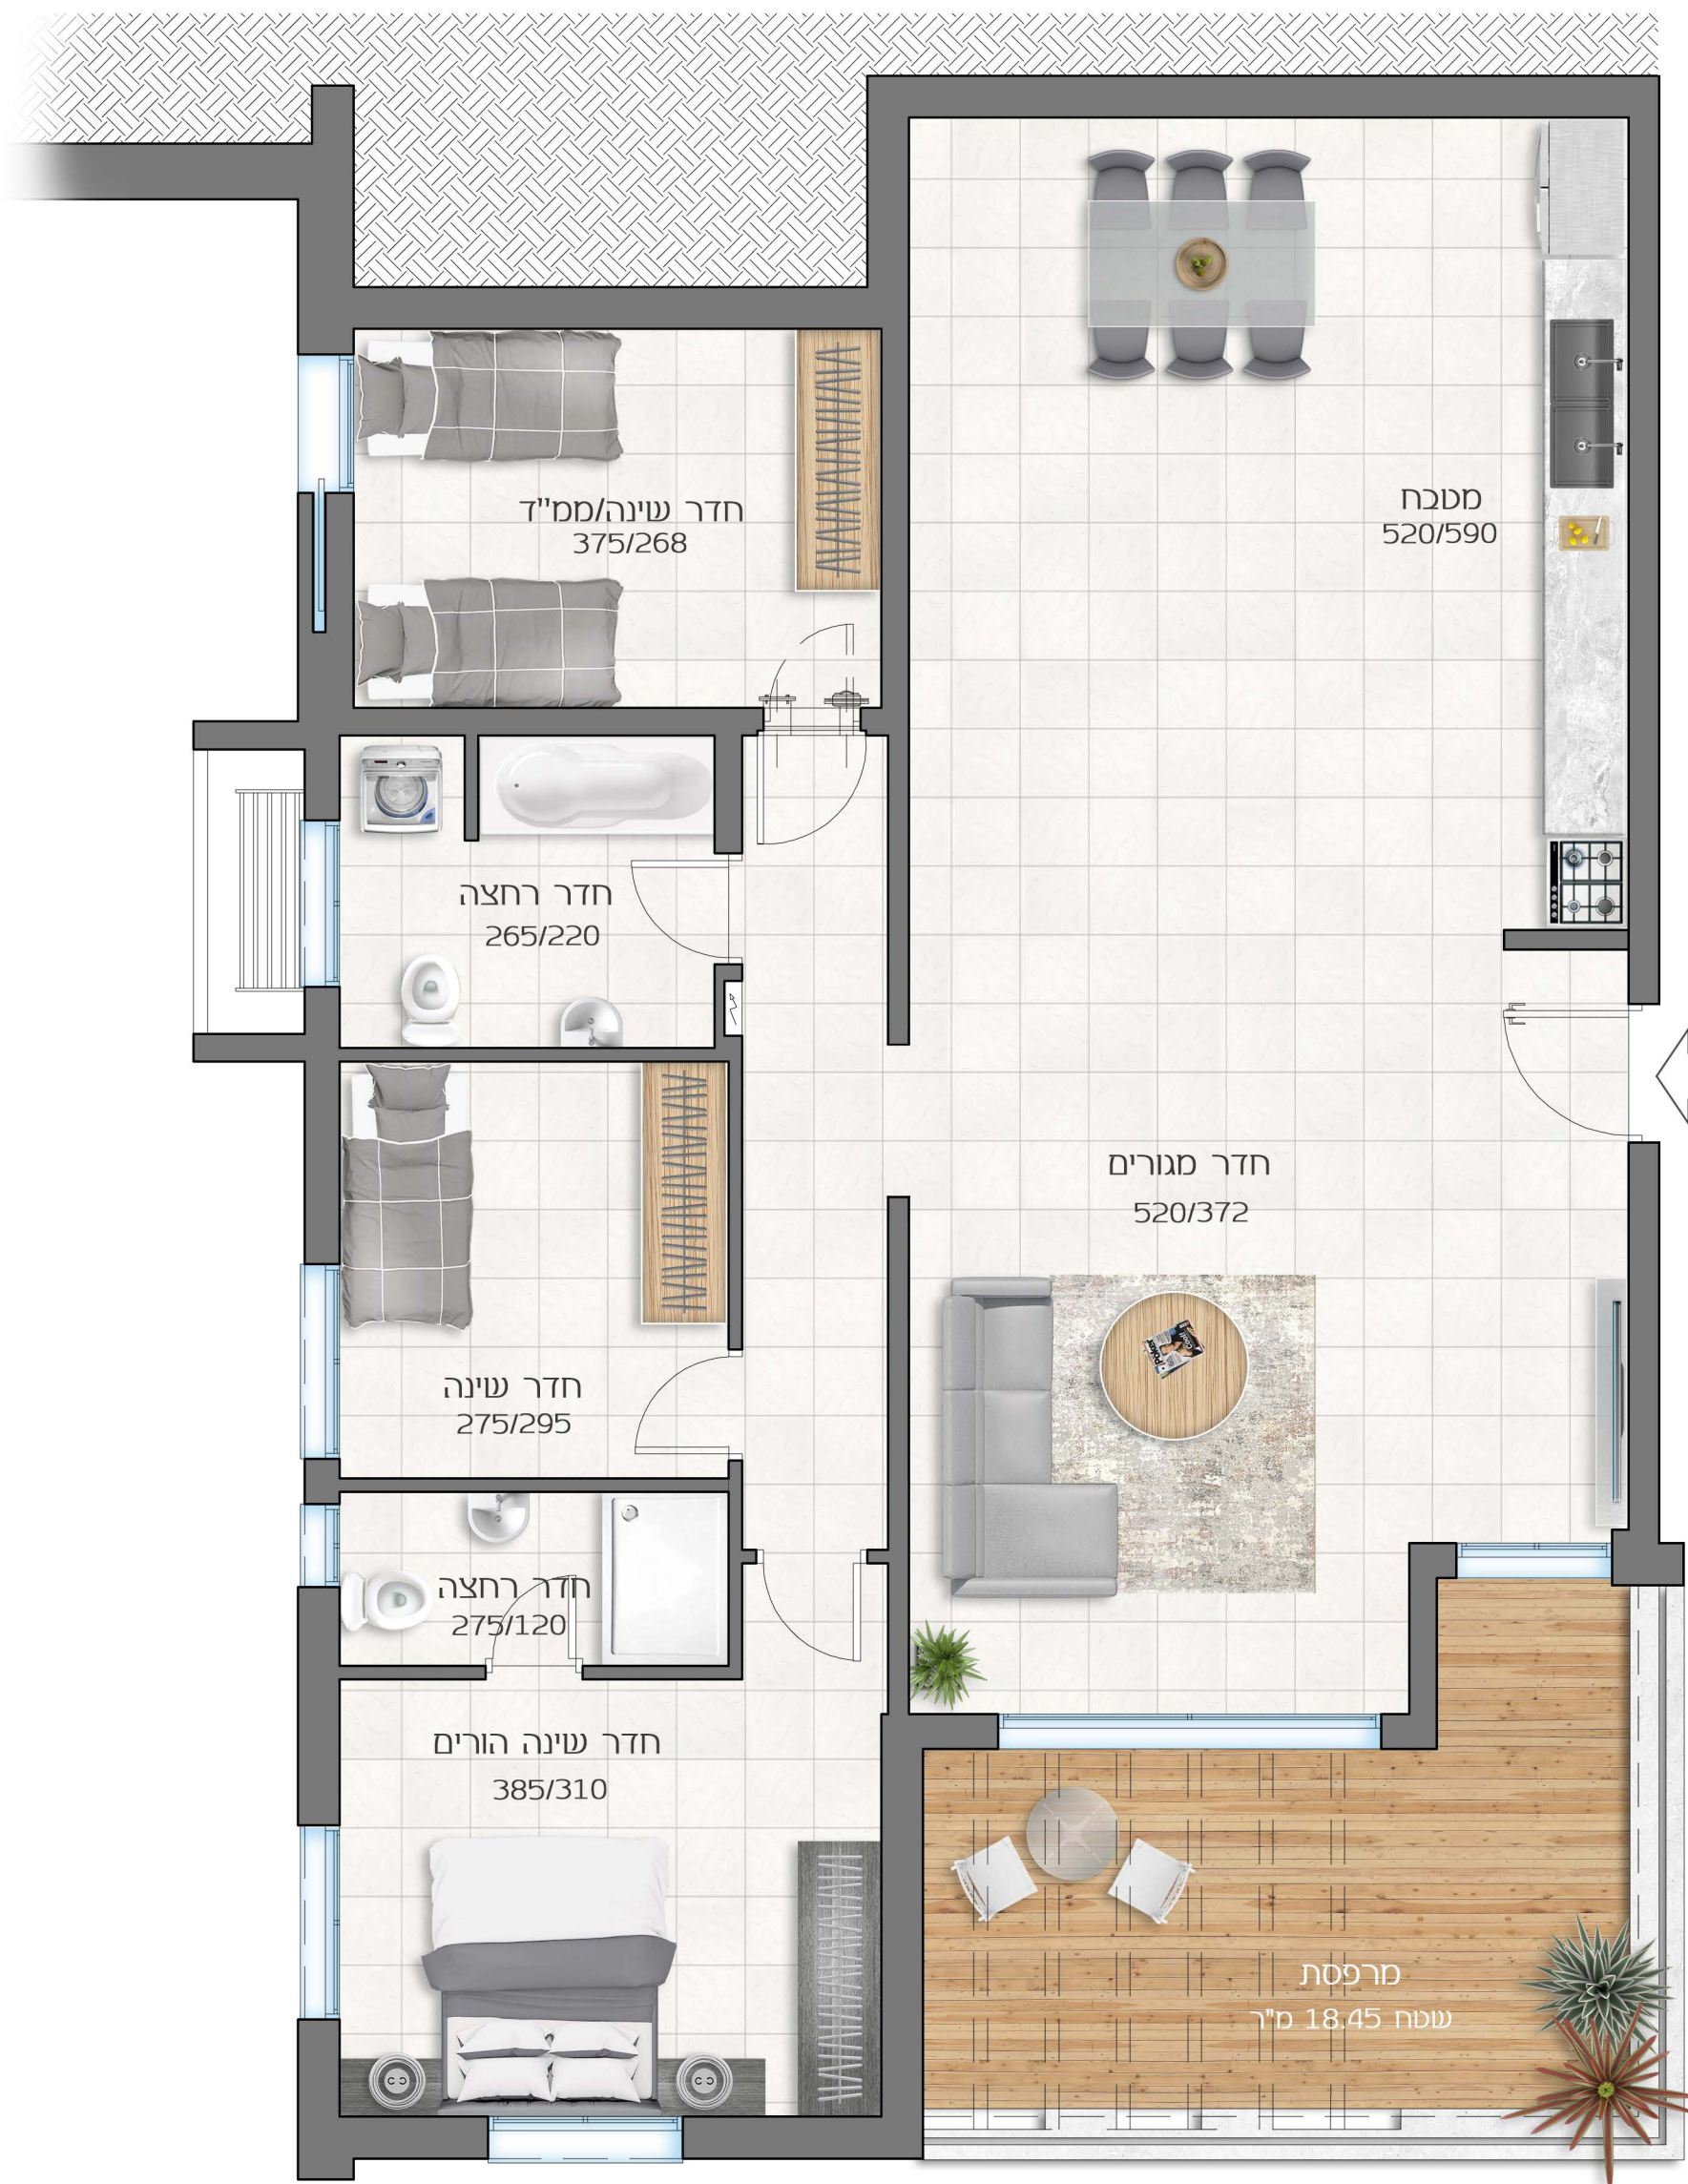 מטבח
520/590
חדר שינה/ממ"ד
375/268
חדר רחצה
265/220
חדר מגורים
520/372
חדר שינה
275/295
חדר רחצה
275/120
חדר שינה הורים
385/310
מרפסת
שטח 18.45 מ"ר
Poker